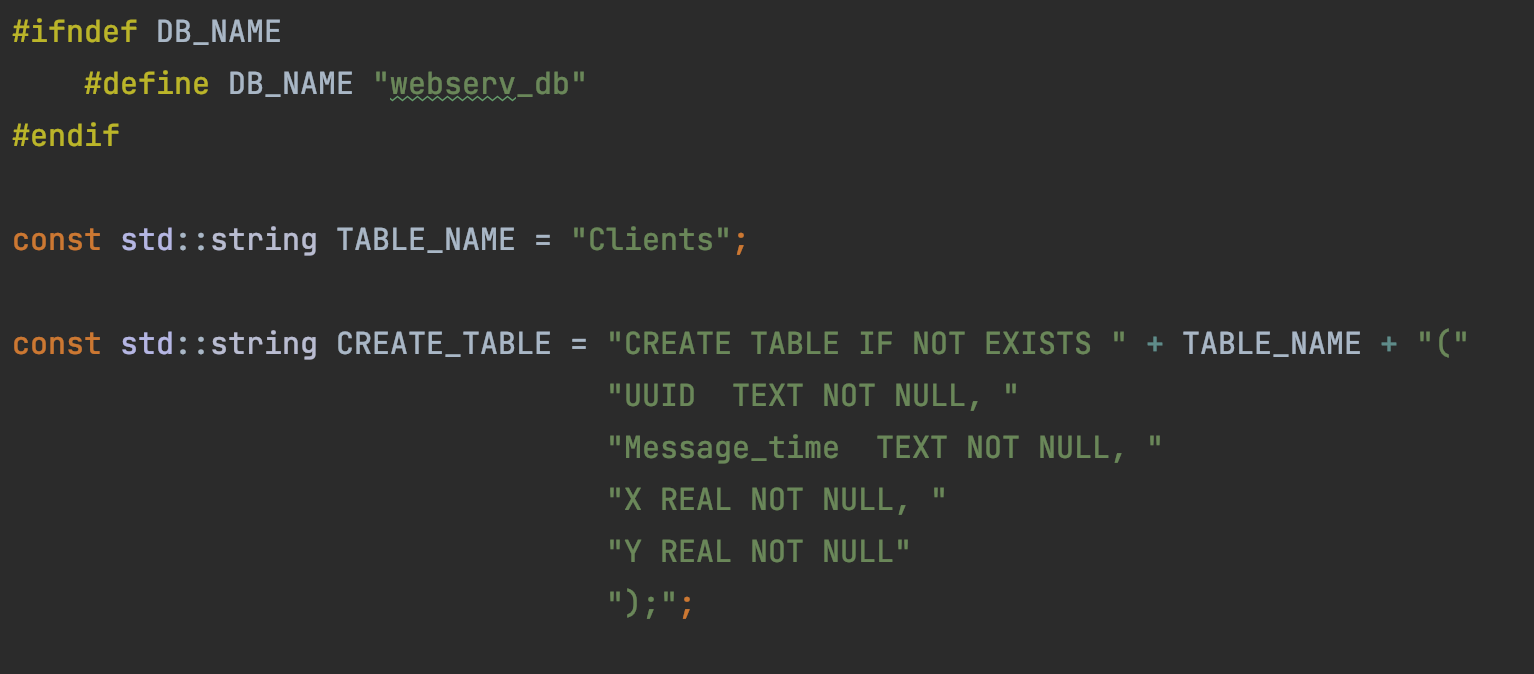 #ifndef DB_NAME
    #define DB_NAME "webserv_db"
#endif

const std::string TABLE_NAME = "Clients";

const std::string CREATE_TABLE = "CREATE TABLE IF NOT EXISTS " + TABLE_NAME + "("
                                 "UUID  TEXT NOT NULL, "
                                 "Message_time  TEXT NOT NULL, "
                                 "X REAL NOT NULL, "
                                 "Y REAL NOT NULL"
                                 ");";